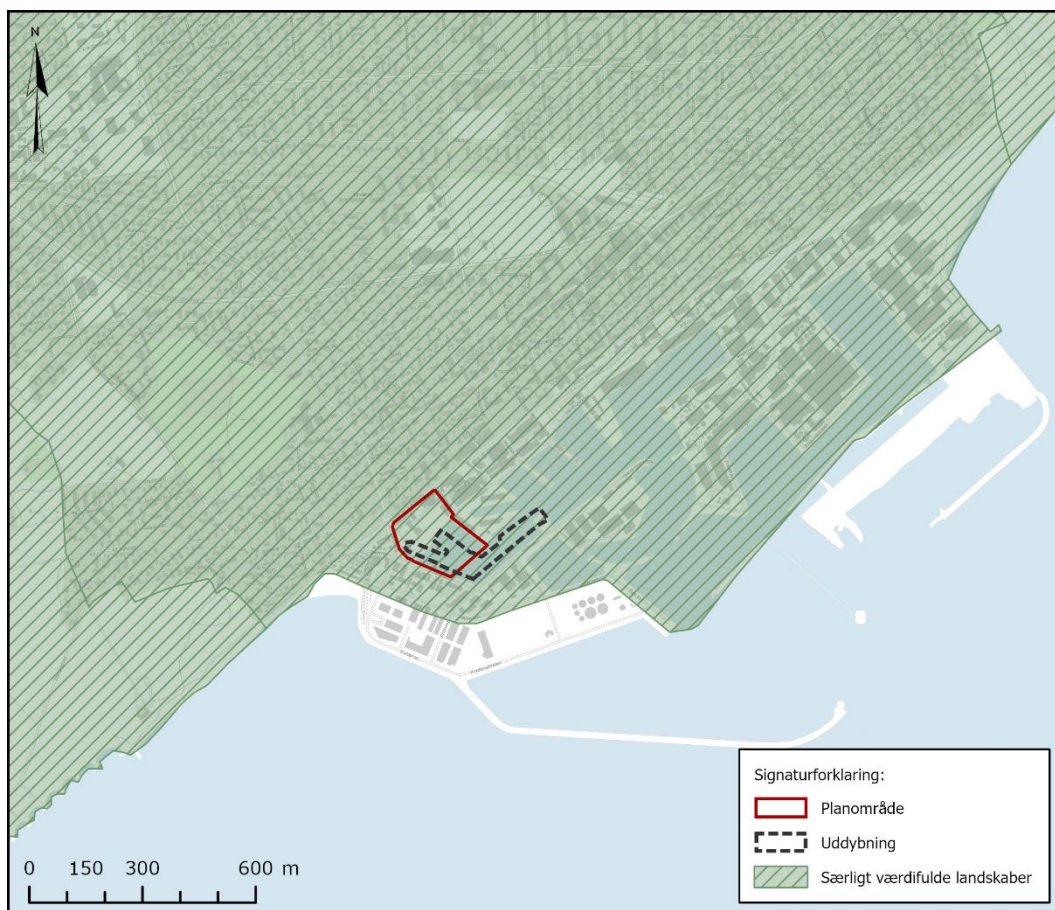 N
Signaturforklaring:
Planområde
Uddybning
Særligt værdifulde landskaber
0 150 300 600 m